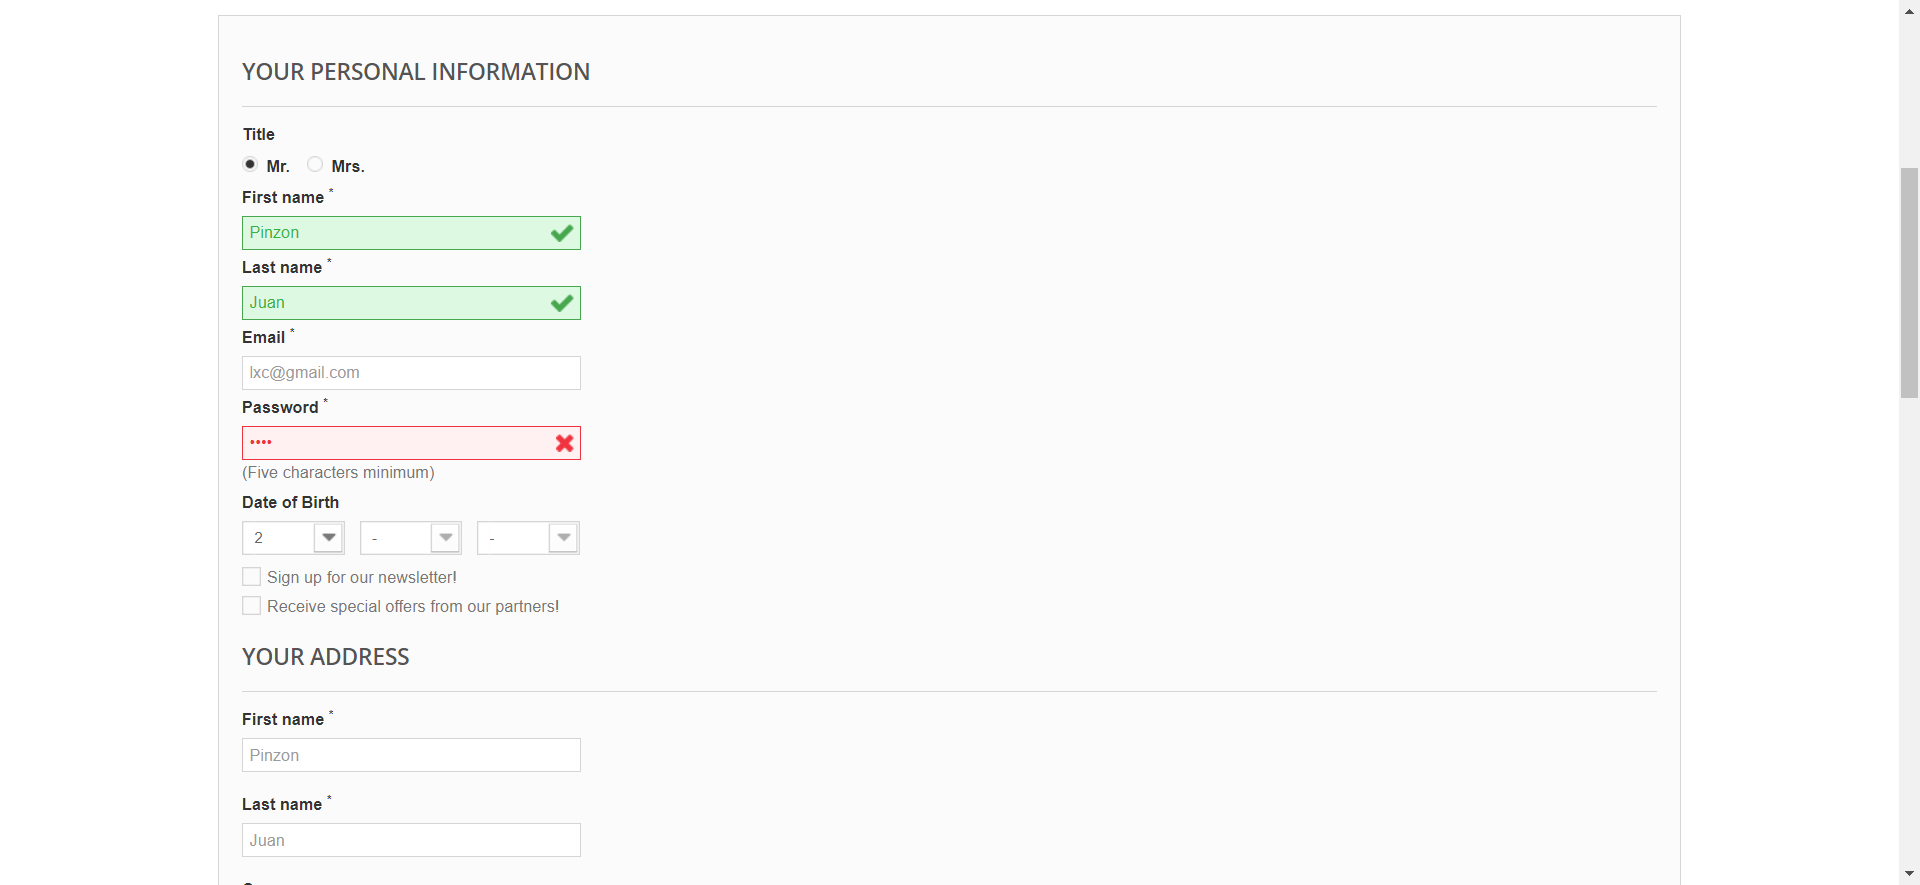 YOUR PERSONAL INFORMATION
Title
Mr. Mrs.
First name *
Pinzon
Last name *
Juan
Email *
lxc@gmail.com
Password *
••••
(Five characters minimum)
Date of Birth
2 - -
Sign up for our newsletter!
Receive special offers from our partners!
YOUR ADDRESS
First name *
Pinzon
Last name *
Juan